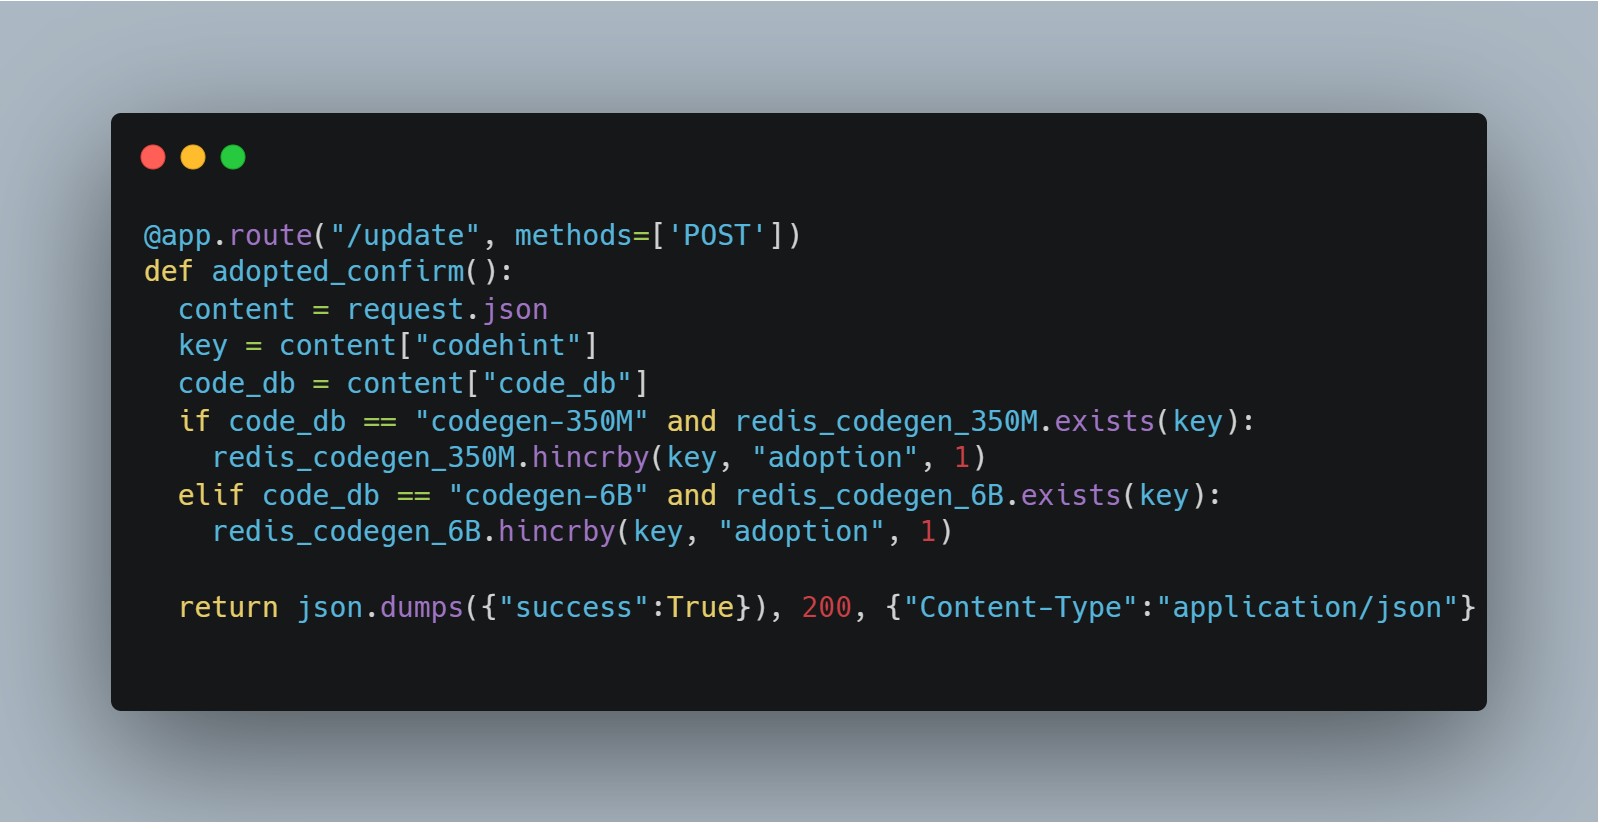 @app.route("/update", methods=['POST'])
def adopted_confirm():
  content = request.json
  key = content["codehint"]
  code_db = content["code_db"]
  if code_db == "codegen-350M" and redis_codegen_350M.exists(key):
    redis_codegen_350M.hincrby(key, "adoption", 1)
  elif code_db == "codegen-6B" and redis_codegen_6B.exists(key):
    redis_codegen_6B.hincrby(key, "adoption", 1)

  return json.dumps({"success":True}), 200, {"Content-Type":"application/json"}